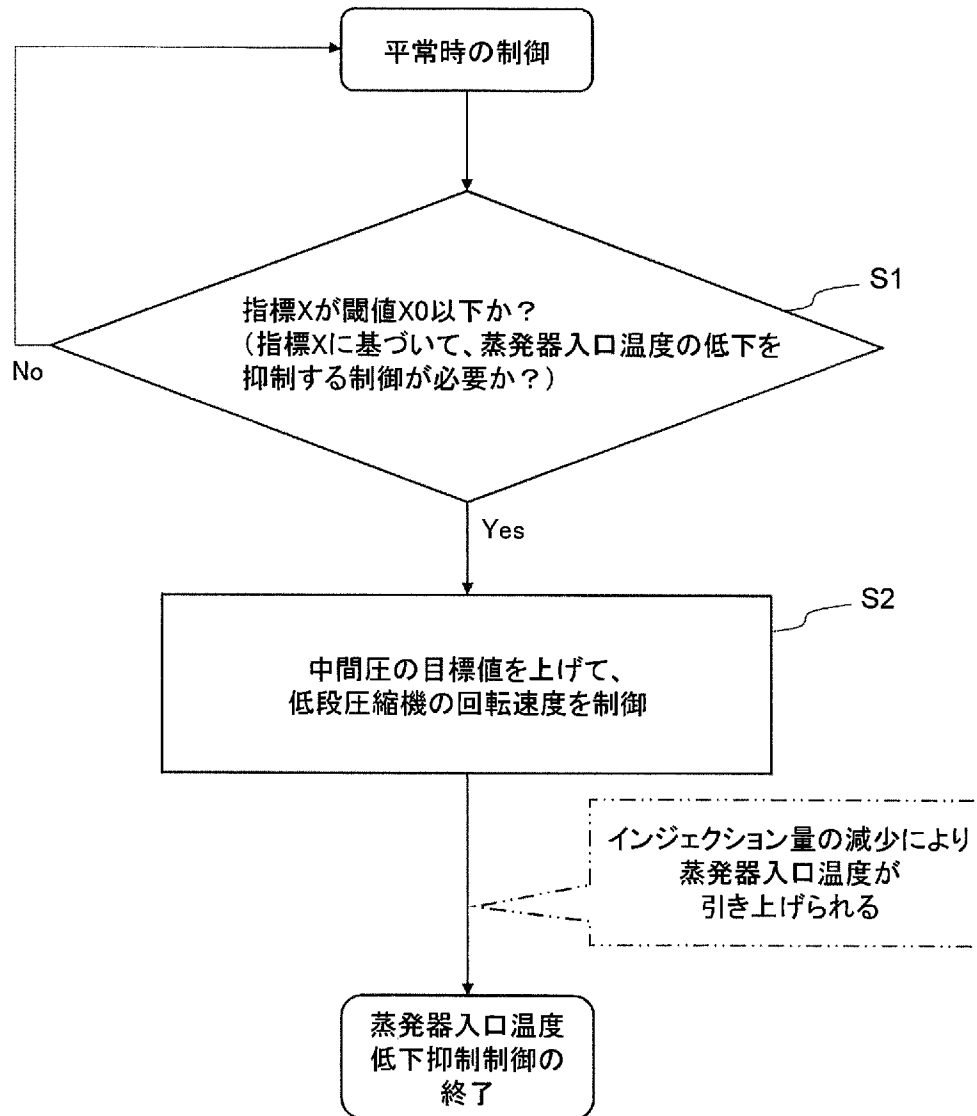 平常時の制御
S1
指標Xが閾値X0以下か?
(指標Xに基づいて、蒸発器入口温度の低下を
抑制する制御が必要か?)
No
Yes
S2
中間圧の目標値を上げて、
低段圧縮機の回転速度を制御
インジェクション量の減少により
蒸発器入口温度が
引き上げられる
蒸発器入口温度
低下抑制制御の
終了